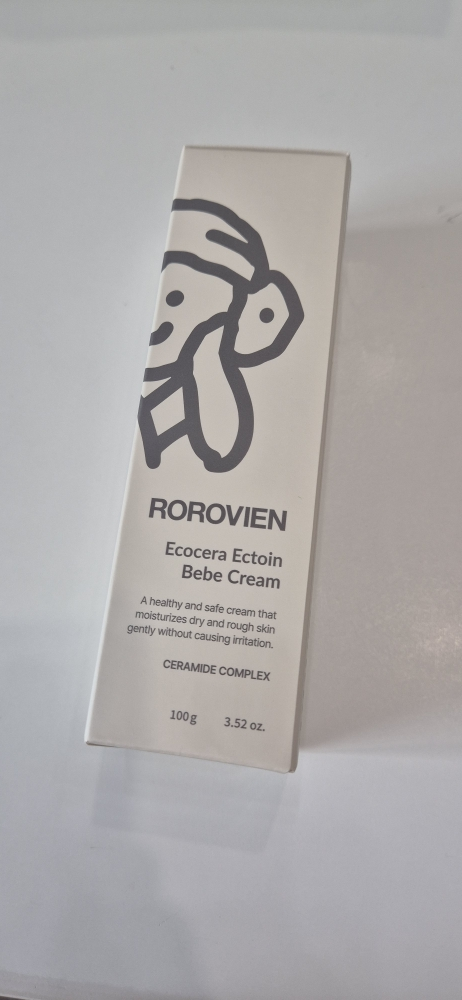 ROROVIEN
Ecocera Ectoin
Bebe Cream
A healthy and safe cream that
moisturizes dry and rough skin
gently without causing irritation.
CERAMIDE COMPLEX
100g 3.52 oz.